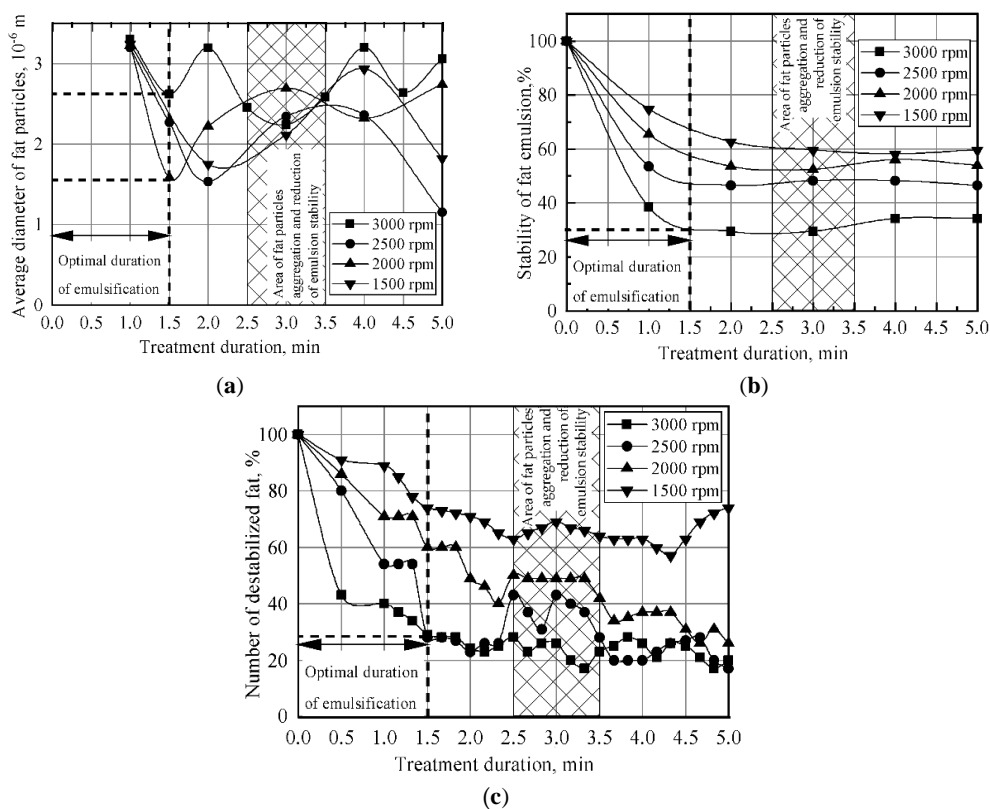 (a)
Average diameter of fat particles, 10⁻⁶ m
3
2
1
0
Optimal duration
of emulsification
Area of fat particles
aggregation and reduction
of emulsion stability
3000 rpm
2500 rpm
2000 rpm
1500 rpm
0.0 0.5 1.0 1.5 2.0 2.5 3.0 3.5 4.0 4.5 5.0
Treatment duration, min
(b)
Stability of fat emulsion,%
100
80
60
40
20
0
Optimal duration
of emulsification
Area of fat particles
aggregation and
reduction of
emulsion stability
3000 rpm
2500 rpm
2000 rpm
1500 rpm
0.0 0.5 1.0 1.5 2.0 2.5 3.0 3.5 4.0 4.5 5.0
Treatment duration, min
Number of destabilized fat, %
100
80
60
40
20
0
Optimal duration
of emulsification
Area of fat particles
aggregation and
reduction of
emulsion stability
3000 rpm
2500 rpm
2000 rpm
1500 rpm
0.0 0.5 1.0 1.5 2.0 2.5 3.0 3.5 4.0 4.5 5.0
Treatment duration, min
(c)